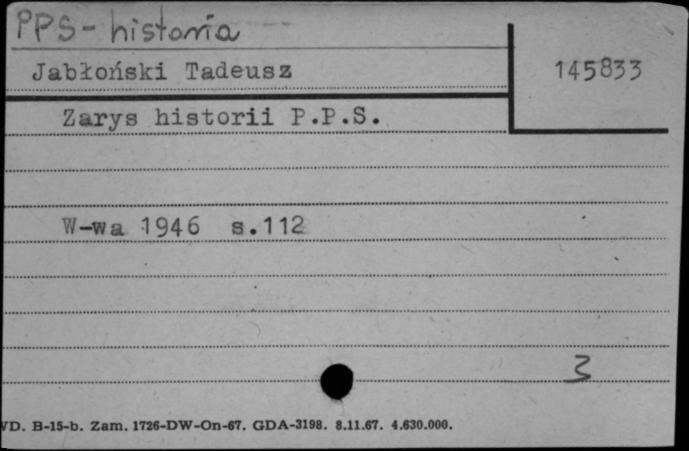 PPS - historia
Jabłoński Tadeusz
145833
Zarys historii P.P.S.
W-wa 1946 s.112
3
VD. B-15-b. Zam. 1726-DW-On-67. GDA-3198. 8.11.67. 4.630.000.